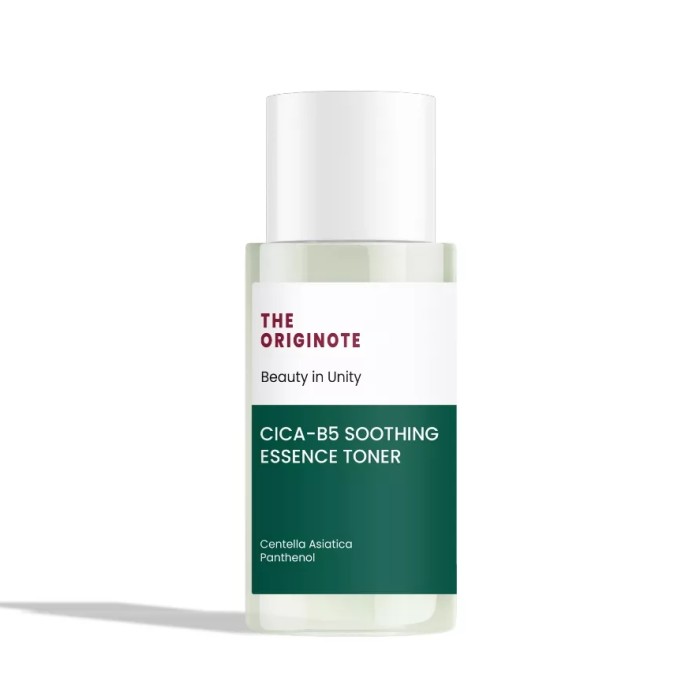 THE
ORIGINOTE
Beauty in Unity
CICA-B5 SOOTHING
ESSENCE TONER
Centella Asiatica
Panthenol